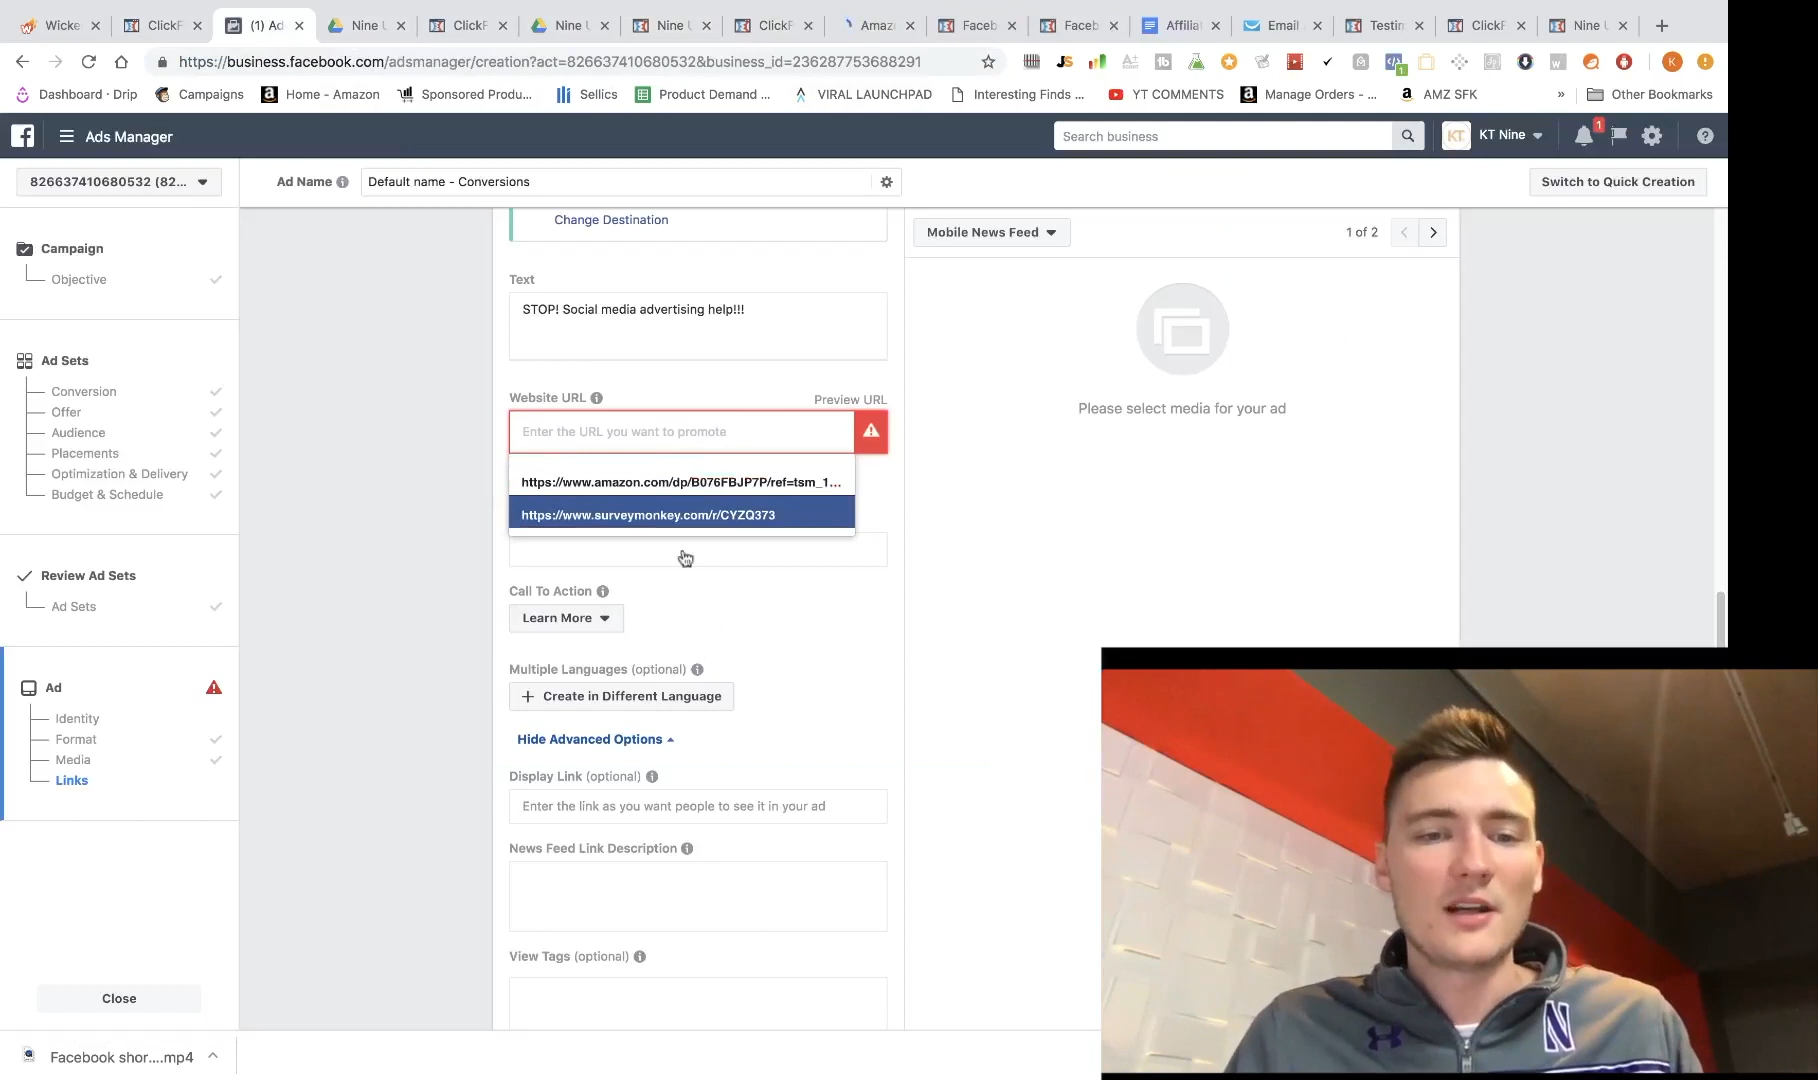 Wicke
ClickF
(1) Ad
Nine U
ClickF
Nine U
Nine U
ClickF
Amaz
Faceb
Faceb
Affiliat
Email
Testim
ClickF
Nine U
https://business.facebook.com/adsmanager/creation?act=826637410680532&business_id=236287753688291
Dashboard · Drip
Campaigns
Home - Amazon
Sponsored Produ...
Sellics
Product Demand ...
VIRAL LAUNCHPAD
Interesting Finds ...
YT COMMENTS
Manage Orders - ...
AMZ SFK
»
Other Bookmarks
Ads Manager
Search business
KT Nine
1
826637410680532 (82...
Ad Name
Default name - Conversions
Switch to Quick Creation
Campaign
Objective
Ad Sets
Conversion
Offer
Audience
Placements
Optimization & Delivery
Budget & Schedule
Review Ad Sets
Ad Sets
Ad
Identity
Format
Media
Links
Close
Change Destination
Text
STOP! Social media advertising help!!!
Website URL
Preview URL
Enter the URL you want to promote
https://www.amazon.com/dp/B076FBJP7P/ref=tsm_1...
https://www.surveymonkey.com/r/CYZQ373
Call To Action
Learn More
Multiple Languages (optional)
+ Create in Different Language
Hide Advanced Options
Display Link (optional)
Enter the link as you want people to see it in your ad
News Feed Link Description
View Tags (optional)
Mobile News Feed
1 of 2
Please select media for your ad
N
Facebook shor....mp4